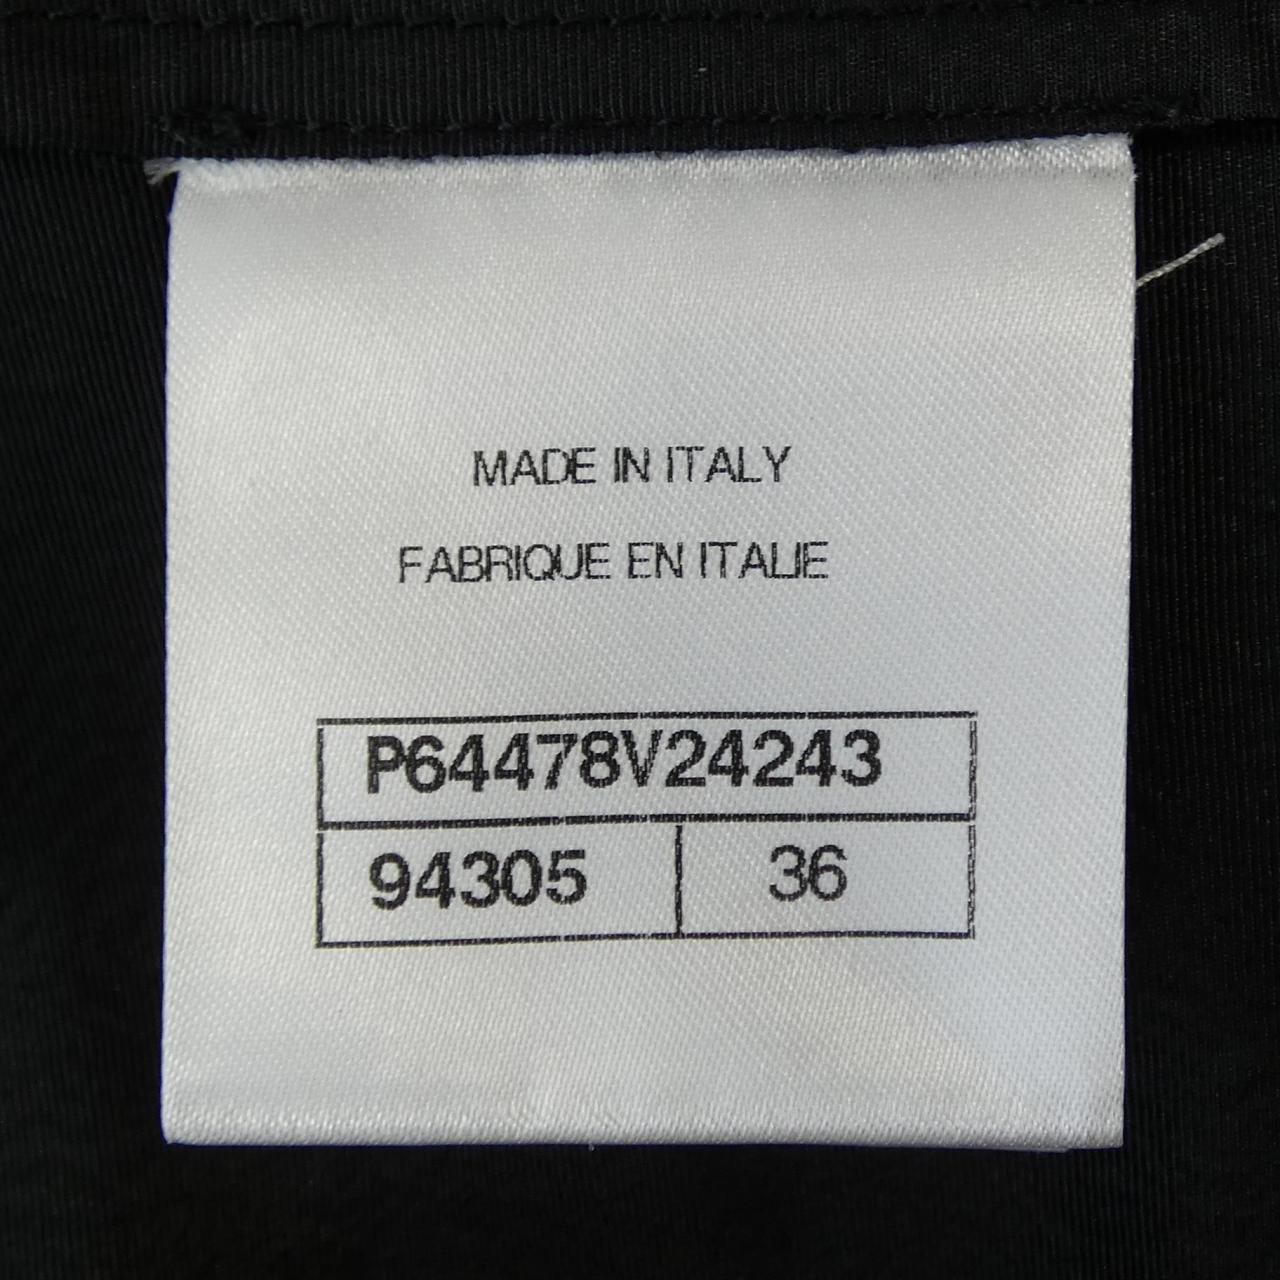 MADE IN ITALY
FABRIQUE EN ITALIE
P64478V24243
94305 36